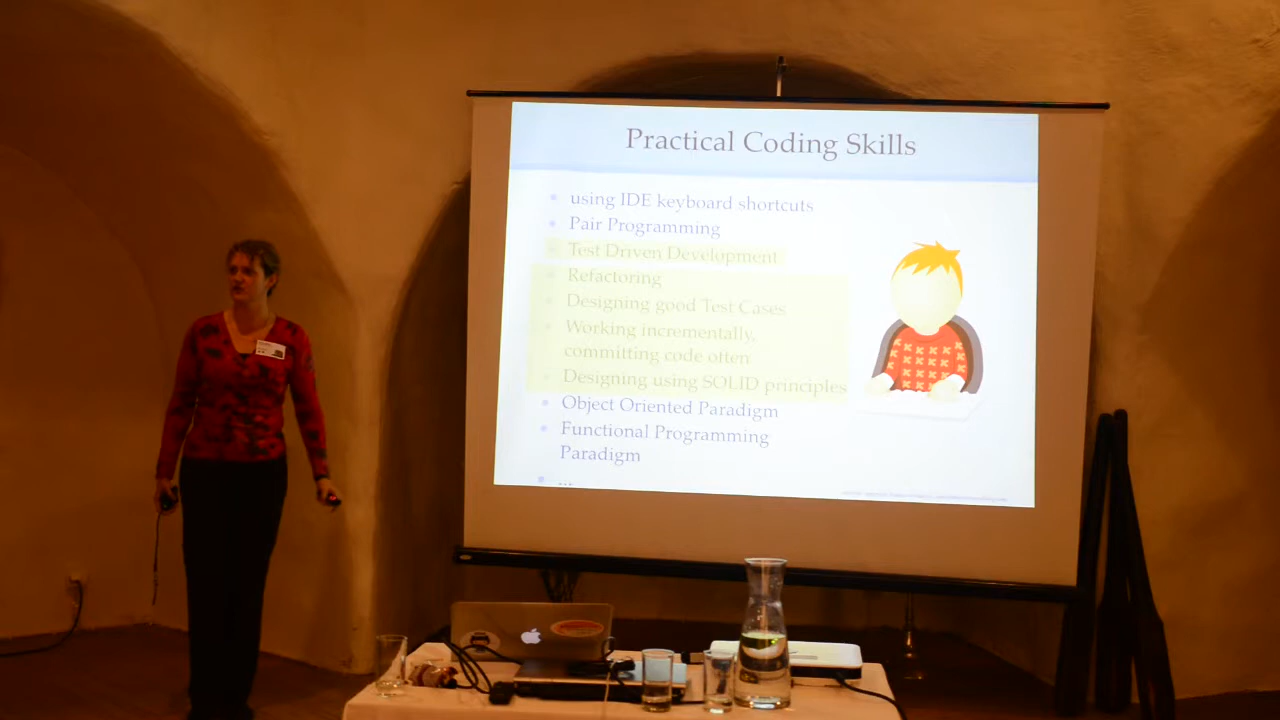 Practical Coding Skills
using IDE keyboard shortcuts
Pair Programming
Test Driven Development
Refactoring
Designing good Test Cases
Working incrementally,
committing code often
Designing using SOLID principles
Object Oriented Paradigm
Functional Programming
Paradigm